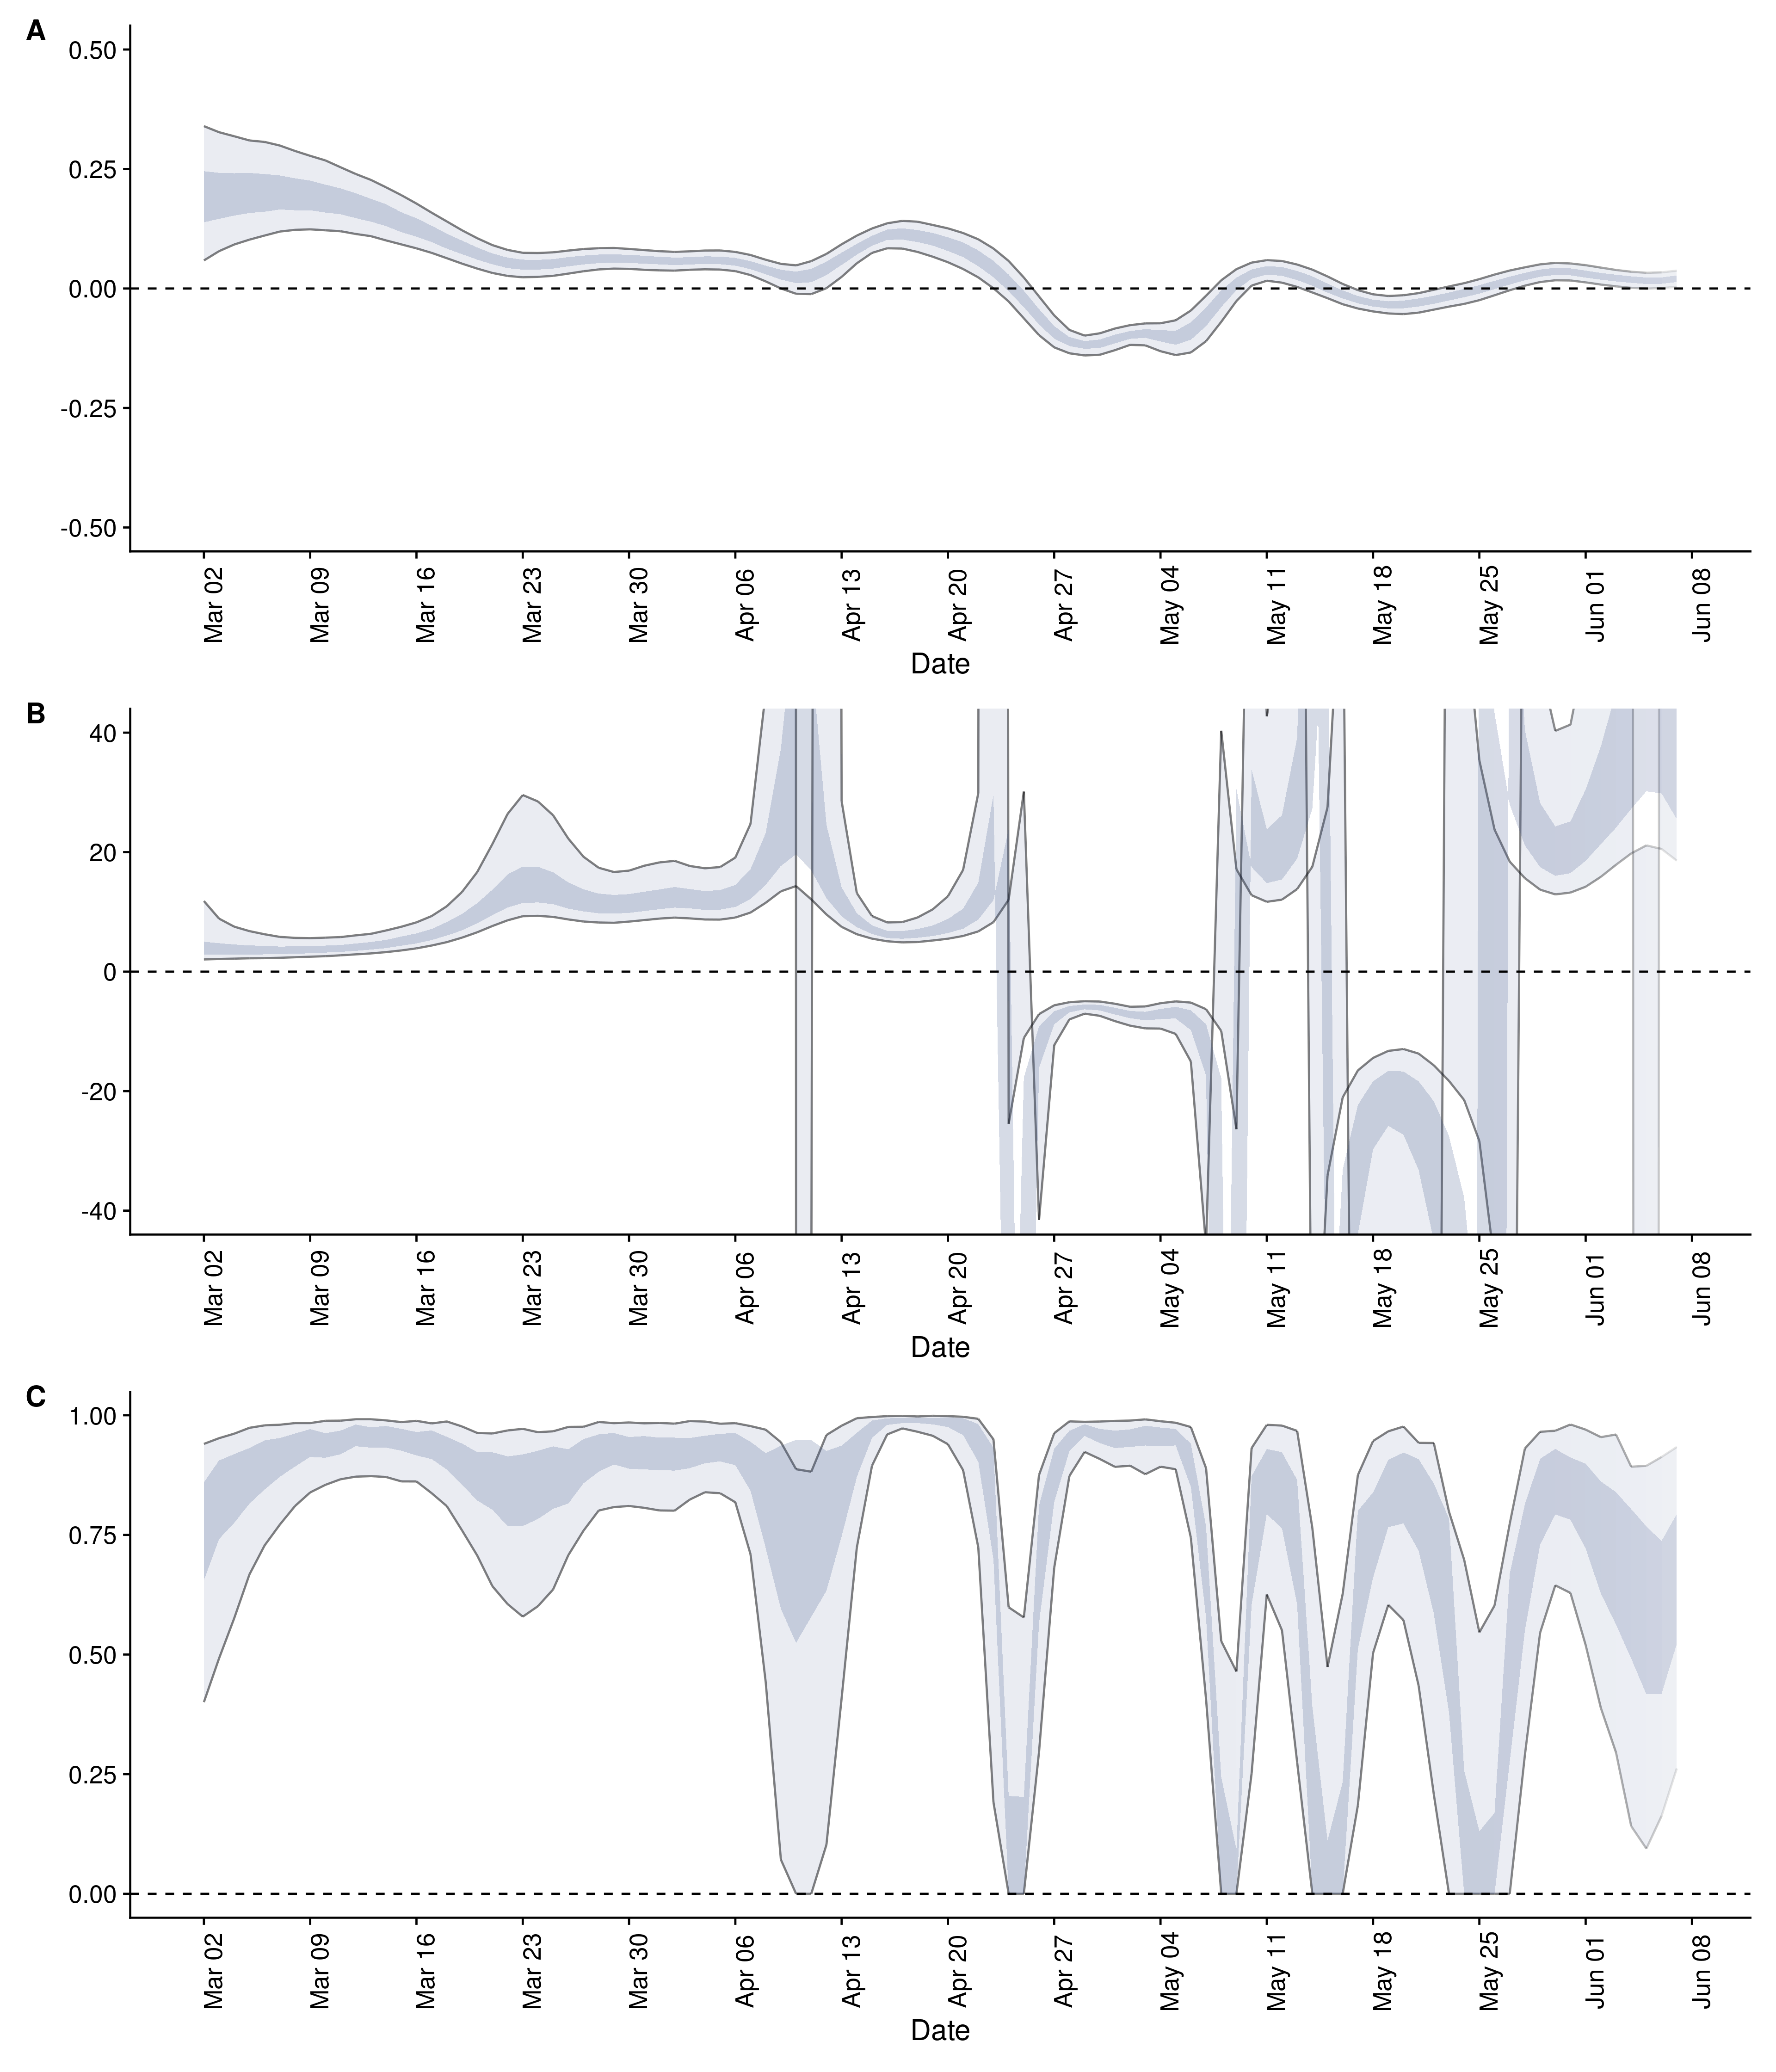 A
0.50
0.25
0.00
-0.25
-0.50
Mar 02
Mar 09
Mar 16
Mar 23
Mar 30
Apr 06
Apr 13
Apr 20
Apr 27
May 04
May 11
May 18
May 25
Jun 01
Jun 08
Date
B
40
20
0
-20
-40
Mar 02
Mar 09
Mar 16
Mar 23
Mar 30
Apr 06
Apr 13
Apr 20
Apr 27
May 04
May 11
May 18
May 25
Jun 01
Jun 08
Date
C
1.00
0.75
0.50
0.25
0.00
Mar 02
Mar 09
Mar 16
Mar 23
Mar 30
Apr 06
Apr 13
Apr 20
Apr 27
May 04
May 11
May 18
May 25
Jun 01
Jun 08
Date